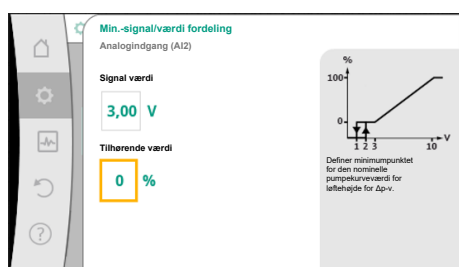 Min.-signal/værdi fordeling
Analogindgang (AI2)
Signal værdi
3,00 V
Tilhørende værdi
0 %
%
100
0
1 2 3 10 V
Definer minimumpunktet
for den nominelle
pumpekurveværdi for
løftehøjde for Δp-v.
?